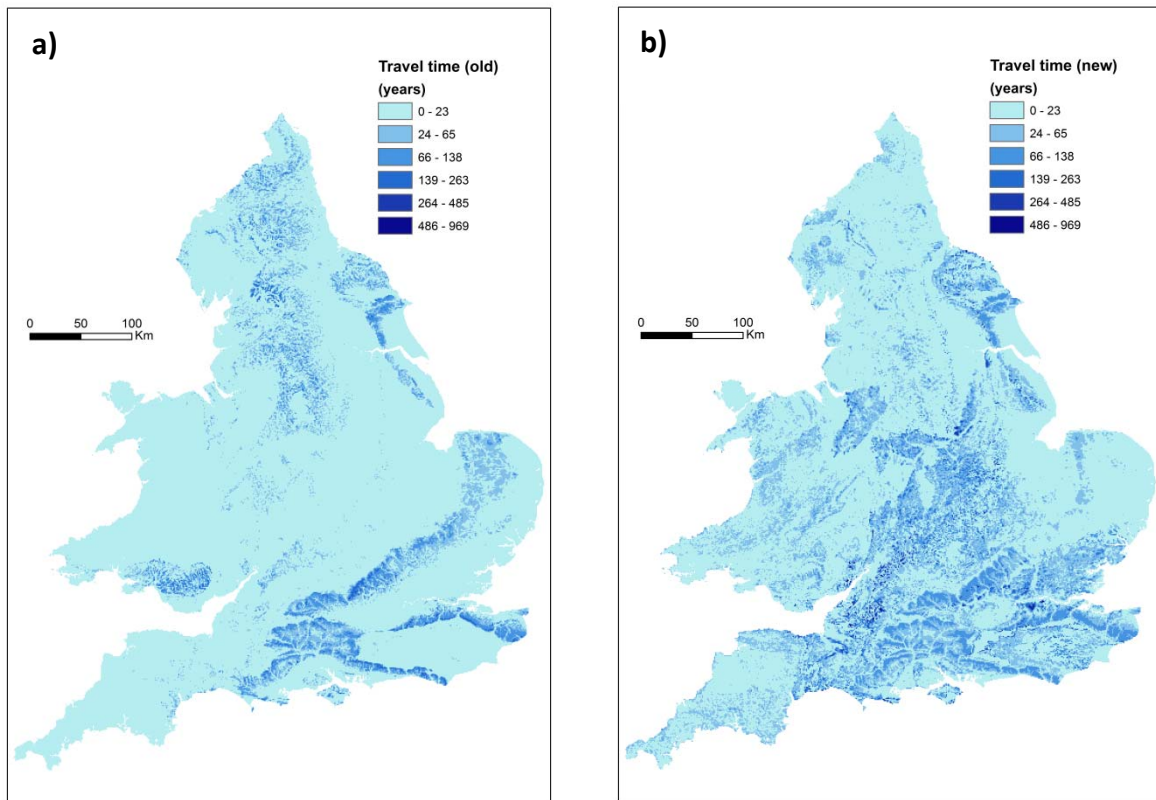 a)
Travel time (old)
(years)
0 - 23
24 - 65
66 - 138
139 - 263
264 - 485
486 - 969
0 50 100
Km
b)
Travel time (new)
(years)
0 - 23
24 - 65
66 - 138
139 - 263
264 - 485
486 - 969
0 50 100
Km